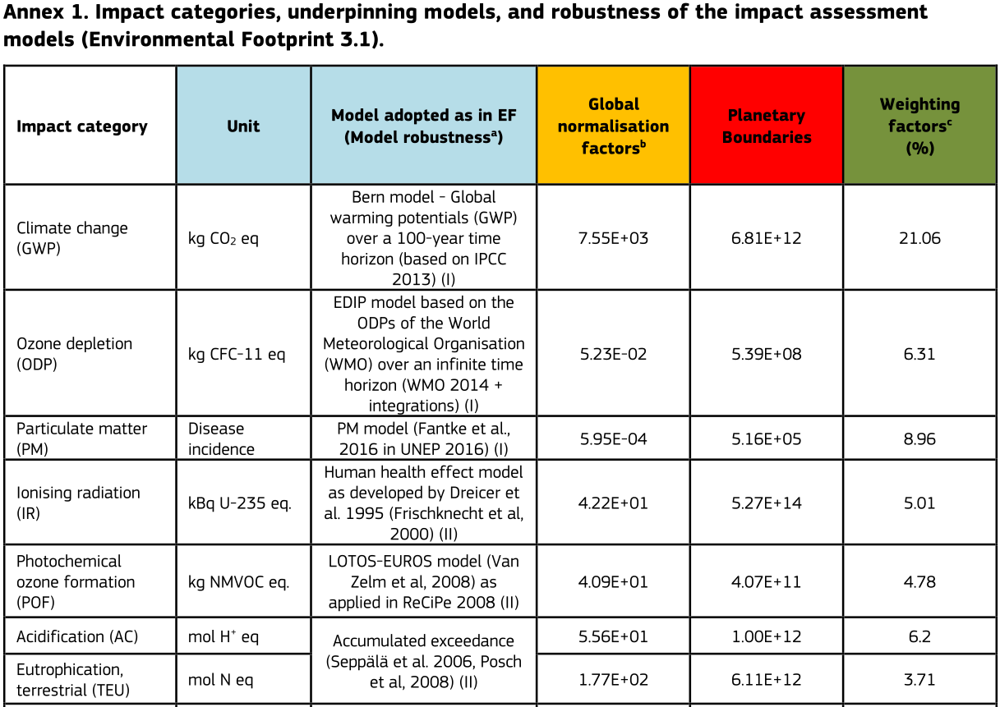 Annex 1. Impact categories, underpinning models, and robustness of the impact assessment
models (Environmental Footprint 3.1).
Impact category
Unit
Model adopted as in EF
(Model robustnessᵃ)
Global
normalisation
factorsᵇ
Planetary
Boundaries
Weighting
factorsᶜ
(%)
Climate change
(GWP)
kg CO₂ eq
Bern model - Global
warming potentials (GWP)
over a 100-year time
horizon (based on IPCC
2013) (I)
7.55E+03
6.81E+12
21.06
Ozone depletion
(ODP)
kg CFC-11 eq
EDIP model based on the
ODPs of the World
Meteorological Organisation
(WMO) over an infinite time
horizon (WMO 2014 +
integrations) (I)
5.23E-02
5.39E+08
6.31
Particulate matter
(PM)
Disease
incidence
PM model (Fantke et al.,
2016 in UNEP 2016) (I)
5.95E-04
5.16E+05
8.96
Ionising radiation
(IR)
kBq U-235 eq.
Human health effect model
as developed by Dreicer et
al. 1995 (Frischknecht et al,
2000) (II)
4.22E+01
5.27E+14
5.01
Photochemical
ozone formation
(POF)
kg NMVOC eq.
LOTOS-EUROS model (Van
Zelm et al, 2008) as
applied in ReCiPe 2008 (II)
4.09E+01
4.07E+11
4.78
Acidification (AC)
mol H⁺ eq
Accumulated exceedance
(Seppälä et al. 2006, Posch
et al, 2008) (II)
5.56E+01
1.00E+12
6.2
Eutrophication,
terrestrial (TEU)
mol N eq
1.77E+02
6.11E+12
3.71